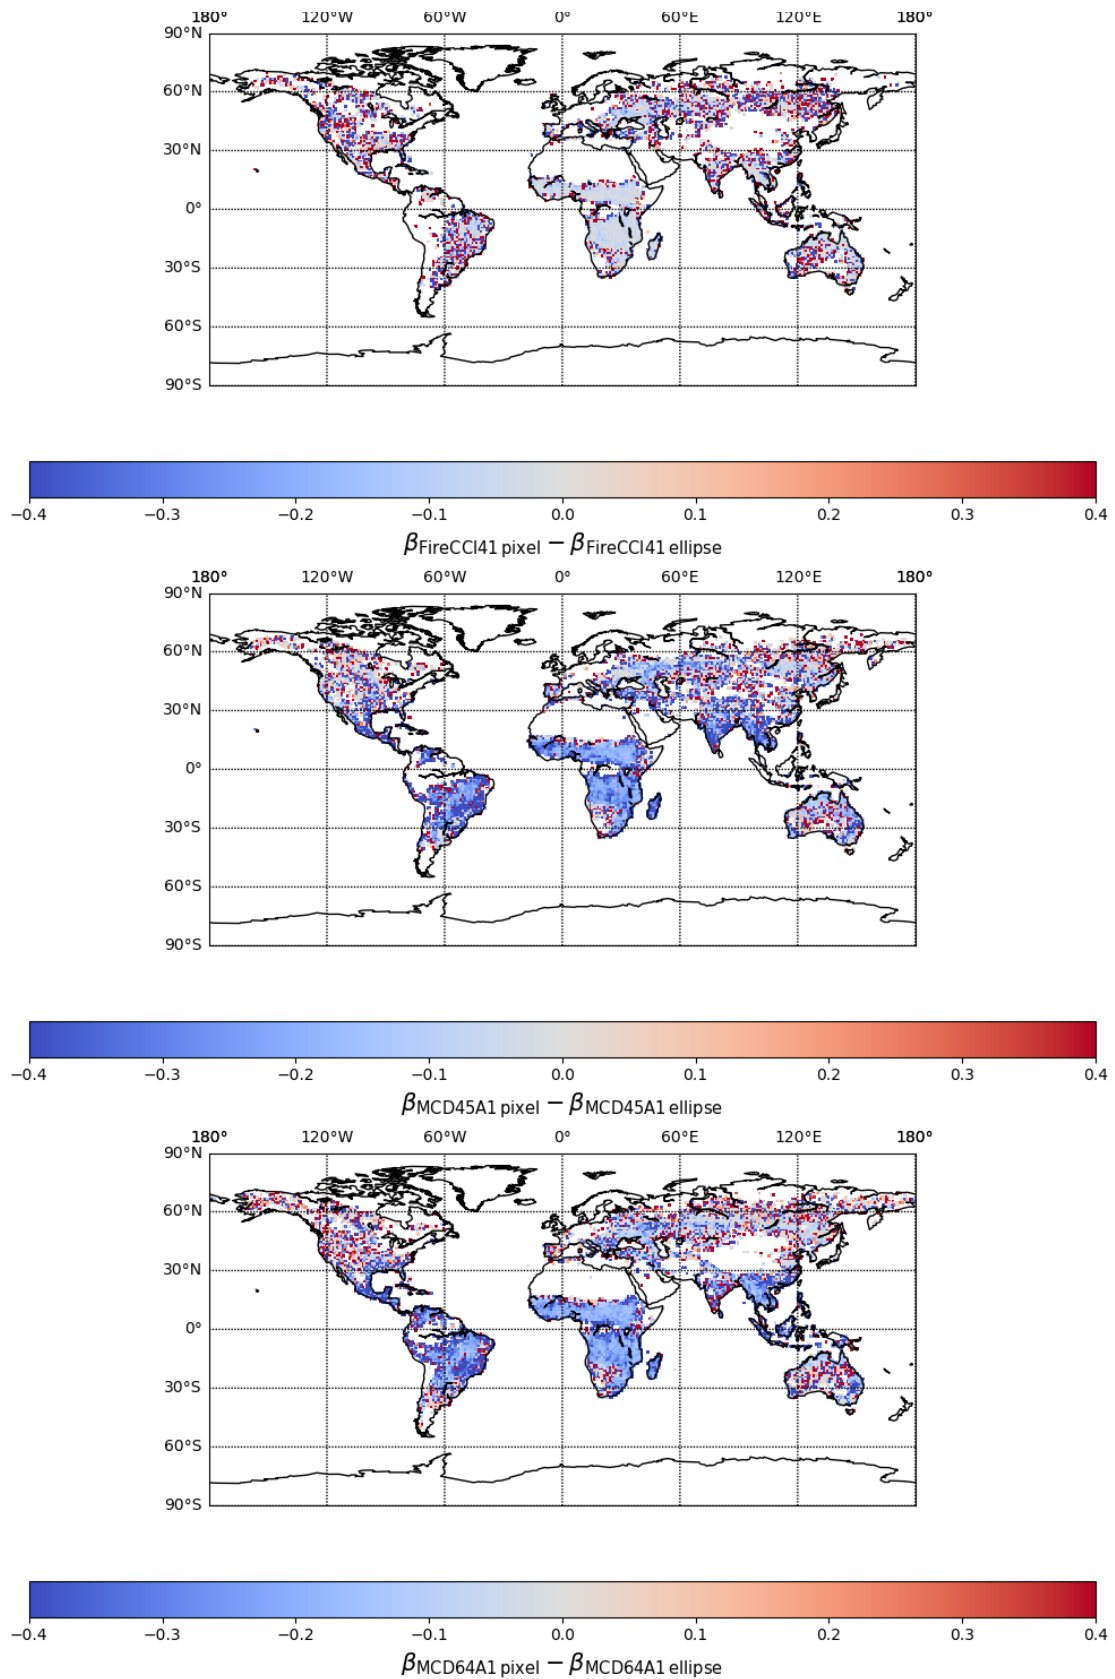 180° 120°W 60°W 0° 60°E 120°E 180°
90°N
60°N
30°N
0°
30°S
60°S
90°S
−0.4 −0.3 −0.2 −0.1 0.0 0.1 0.2 0.3 0.4
βFireCCI41 pixel − βFireCCI41 ellipse
180° 120°W 60°W 0° 60°E 120°E 180°
90°N
60°N
30°N
0°
30°S
60°S
90°S
−0.4 −0.3 −0.2 −0.1 0.0 0.1 0.2 0.3 0.4
βMCD45A1 pixel − βMCD45A1 ellipse
180° 120°W 60°W 0° 60°E 120°E 180°
90°N
60°N
30°N
0°
30°S
60°S
90°S
−0.4 −0.3 −0.2 −0.1 0.0 0.1 0.2 0.3 0.4
βMCD64A1 pixel − βMCD64A1 ellipse